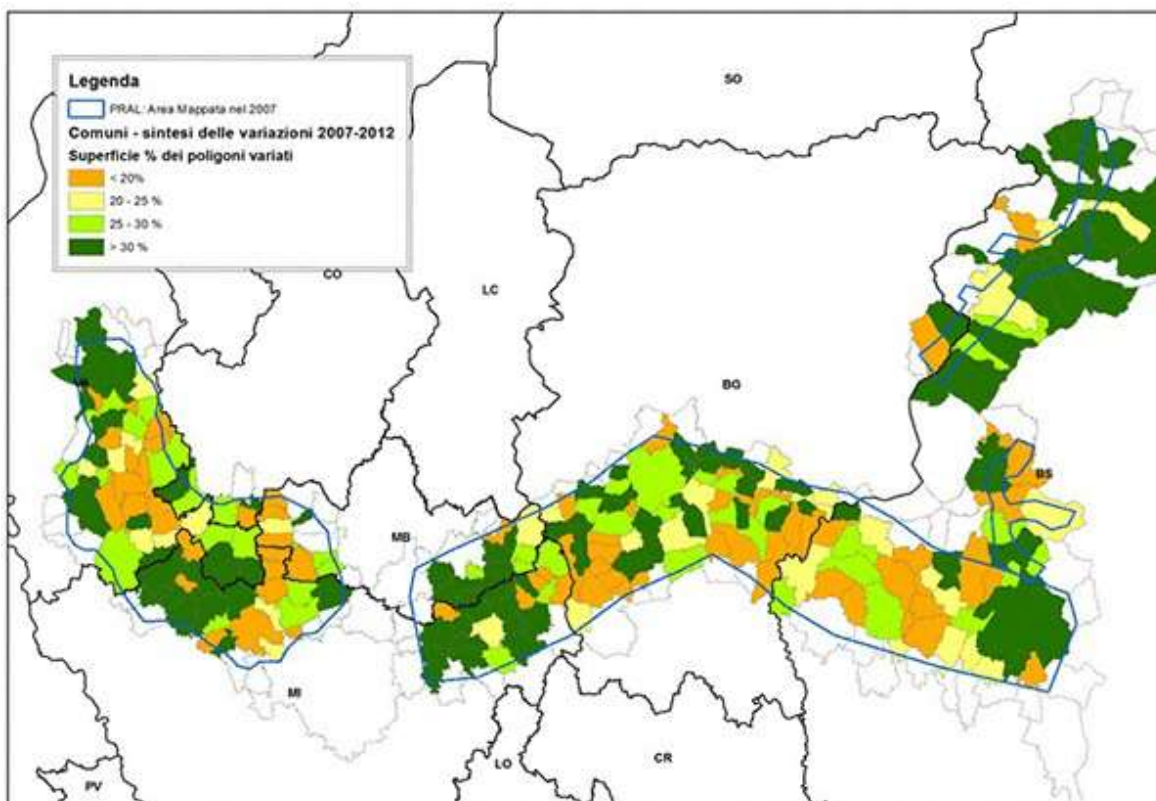 Legenda
PRAL: Area Mappata nel 2007
Comuni - sintesi delle variazioni 2007-2012
Superficie % dei poligoni variati
< 20%
20 - 25 %
25 - 30 %
> 30 %
SO
CO
LC
BG
VA
BS
MB
MI
LO
CR
PV